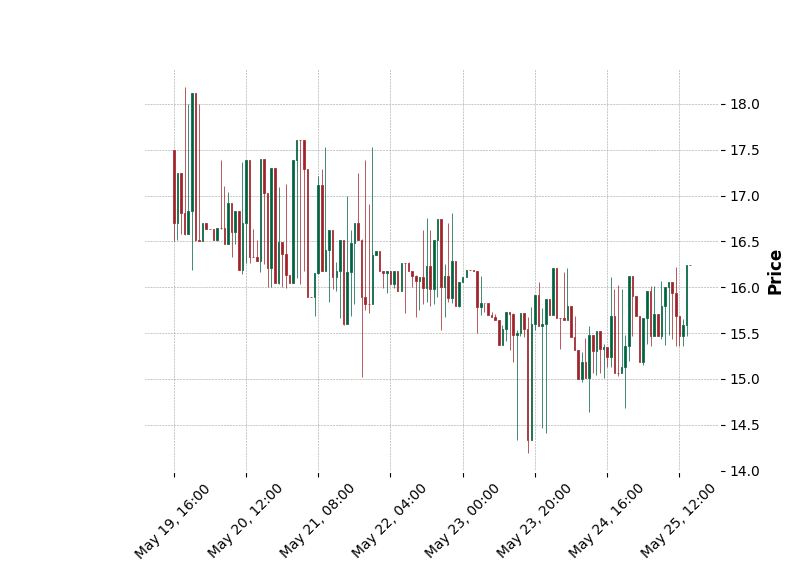 18.0
17.5
17.0
16.5
16.0
15.5
15.0
14.5
14.0
Price
May 19, 16:00
May 20, 12:00
May 21, 08:00
May 22, 04:00
May 23, 00:00
May 23, 20:00
May 24, 16:00
May 25, 12:00